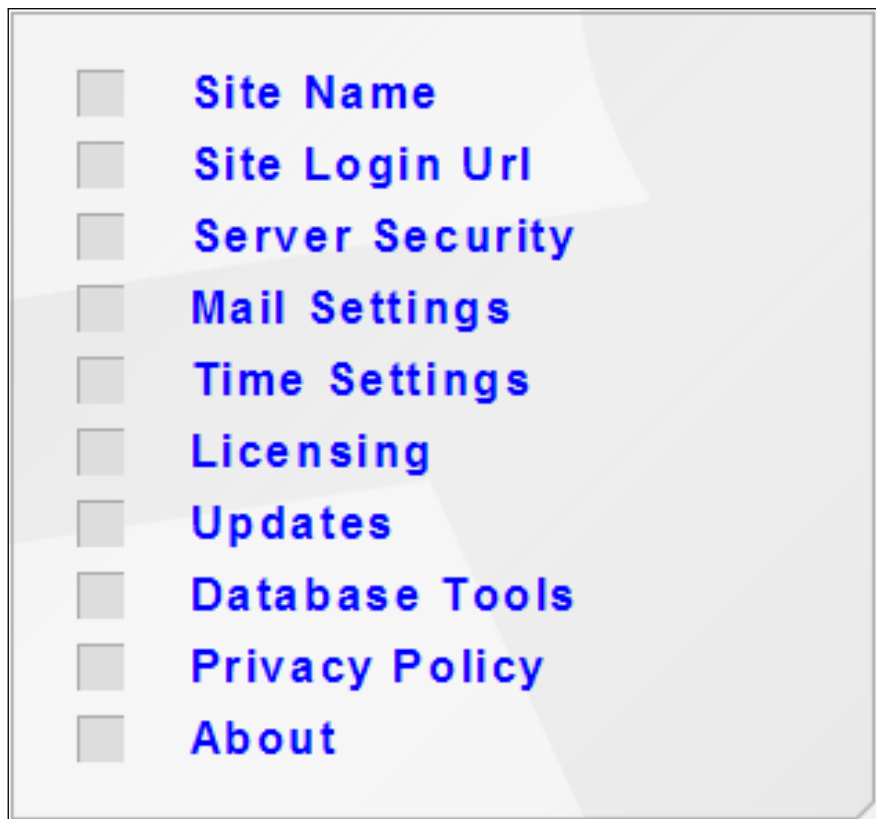 Site Name
Site Login Url
Server Security
Mail Settings
Time Settings
Licensing
Updates
Database Tools
Privacy Policy
About